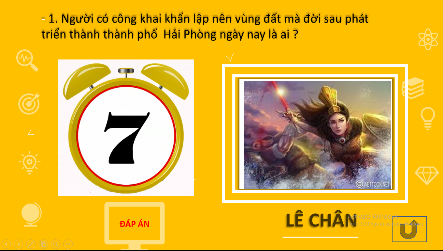 - 1. Người có công khai khẩn lập nên vùng đất mà đời sau phát
triển thành thành phố Hải Phòng ngày nay là ai ?
7
ĐÁP ÁN
LÊ CHÂN